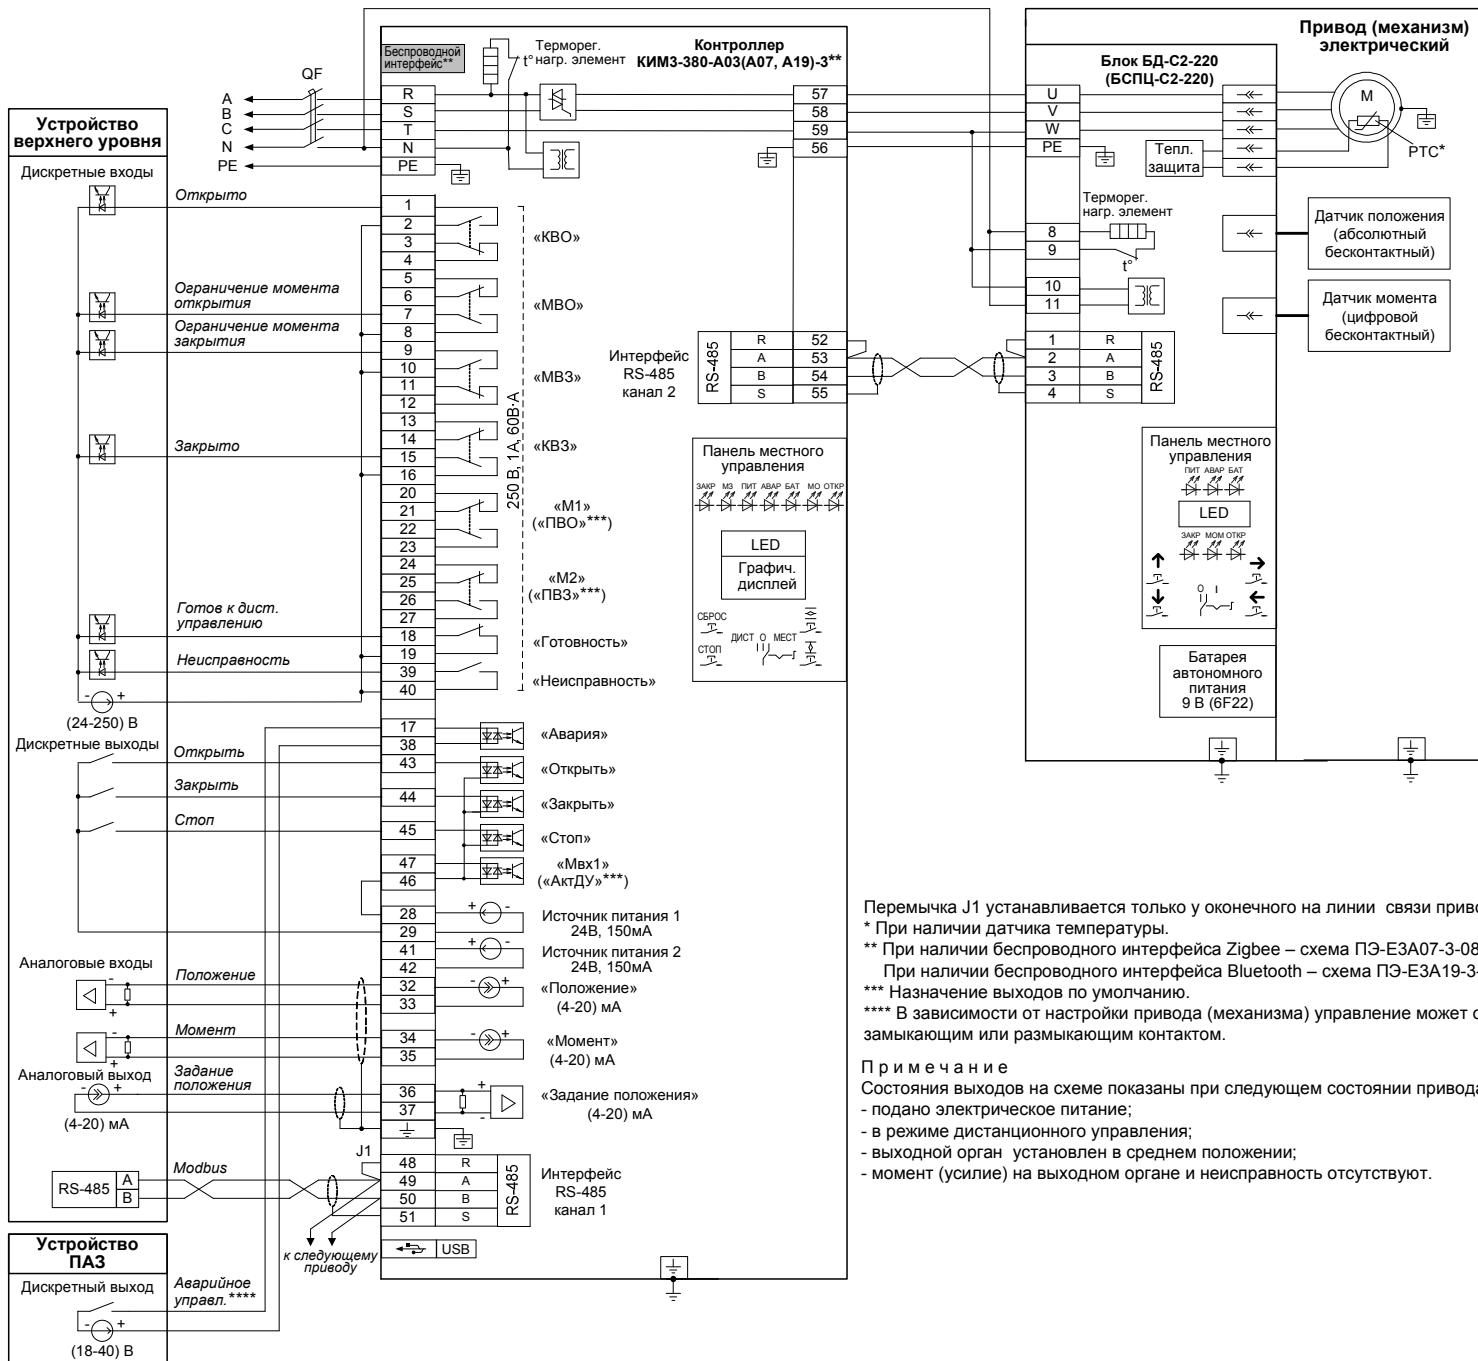 Устройство
верхнего уровня
Дискретные входы
Открыто
Ограничение момента
открытия
Ограничение момента
закрытия
Закрыто
Готов к дист.
управлению
Неисправность
- +
(24-250) В
Дискретные выходы
Открыть
Закрыть
Стоп
Аналоговые входы
Положение
-
+
Момент
-
+
Аналоговый выход
Задание
положения
- +
(4-20) мА
Modbus
RS-485
A
B
Устройство
ПАЗ
Дискретный выход
Аварийное
управл.****
- +
(18-40) В
QF
A
B
C
N
PE
Беспроводной
интерфейс**
Терморег.
t° нагр. элемент
Контроллер
КИМ3-380-А03(А07, А19)-3**
R
S
T
N
PE
57
58
59
56
1
2
3
4
«КВО»
5
6
7
8
«МВО»
9
10
11
12
«МВЗ»
13
14
15
16
«КВЗ»
20
21
22
23
«М1»
(«ПВО»***)
24
25
26
27
«М2»
(«ПВЗ»***)
18
19
«Готовность»
39
40
«Неисправность»
250 В, 1А, 60В·А
17
38
«Авария»
43
«Открыть»
44
«Закрыть»
45
«Стоп»
47
46
«Мвх1»
(«АктДУ»***)
28
29
+ -
Источник питания 1
24В, 150мА
41
42
+ -
Источник питания 2
24В, 150мА
32
33
- +
«Положение»
(4-20) мА
34
35
- +
«Момент»
(4-20) мА
36
37
+
-
«Задание положения»
(4-20) мА
J1
48 R
49 A
50 B
51 S
RS-485
Интерфейс
RS-485
канал 1
к следующему
приводу
USB
Интерфейс
RS-485
канал 2
RS-485
R 52
A 53
B 54
S 55
Панель местного
управления
ЗАКР МЗ ПИТ АВАР БАТ МО ОТКР
LED
Графич.
дисплей
СБРОС
СТОП
ДИСТ О МЕСТ
Привод (механизм)
электрический
Блок БД-С2-220
(БСПЦ-С2-220)
U
V
W
PE
Тепл.
защита
M
PTC*
Терморег.
нагр. элемент
8
9
t°
10
11
1 R
2 A
3 B
4 S
RS-485
Датчик положения
(абсолютный
бесконтактный)
Датчик момента
(цифровой
бесконтактный)
Панель местного
управления
ПИТ АВАР БАТ
LED
ЗАКР МОМ ОТКР
О I
Батарея
автономного
питания
9 В (6F22)
Перемычка J1 устанавливается только у оконечного на линии связи приво
* При наличии датчика температуры.
** При наличии беспроводного интерфейса Zigbee – схема ПЭ-ЕЗА07-3-08
При наличии беспроводного интерфейса Bluetooth – схема ПЭ-ЕЗА19-3-
*** Назначение выходов по умолчанию.
**** В зависимости от настройки привода (механизма) управление может о
замыкающим или размыкающим контактом.
Примечание
Состояния выходов на схеме показаны при следующем состоянии привода
- подано электрическое питание;
- в режиме дистанционного управления;
- выходной орган установлен в среднем положении;
- момент (усилие) на выходном органе и неисправность отсутствуют.